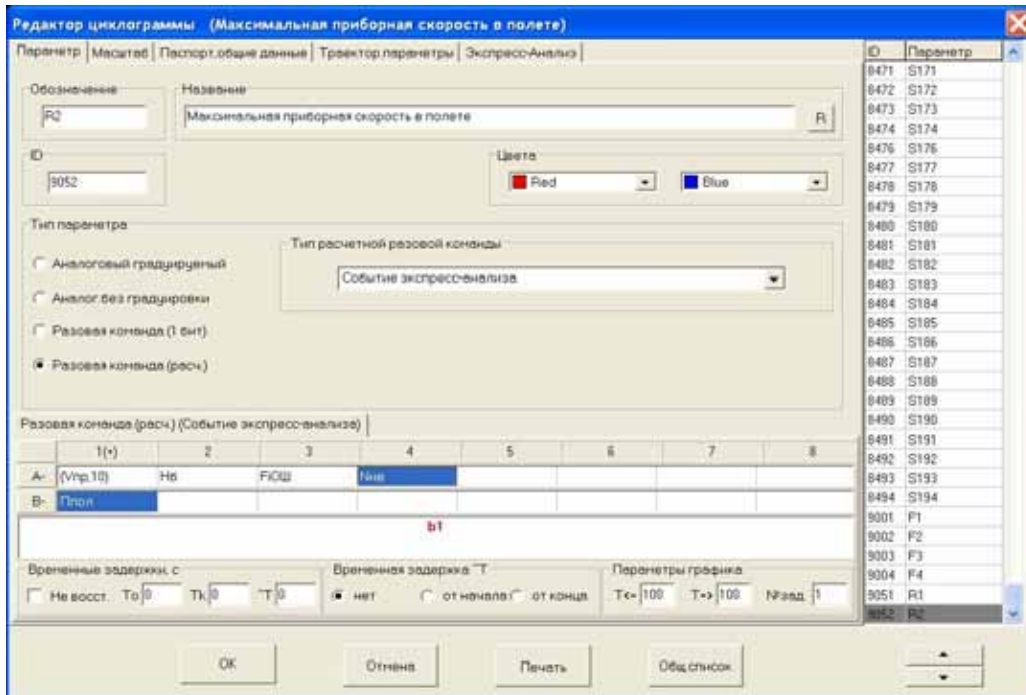 Редактор циклограммы (Максимальная приборная скорость в полете)
Параметр Масштаб Паспорт.общие данные Траектор.параметры Экспресс-Анализ
Обозначение
R2
Название
Максимальная приборная скорость в полете
R
ID
9052
Цвета
Red Blue
Тип параметра
Аналоговый градуируемый
Аналог.без градуировки
Разовая команда (1 бит)
Разовая команда (расч.)
Тип расчетной разовой команды
Событие экспресс-анализа
Разовая команда (расч.) (Событие экспресс-анализа)
1(+) 2 3 4 5 6 7 8
A- (Vпр,10) Hб FiОШ
B- Ппол
b1
Временные задержки, с
Не восст. To 0 Tk 0 ~T 0
Временная задержка ~T
нет от начала от конца
Параметры графика
T<= 100 T=> 100 №зад. 1
OK Отмена Печать Общ.список
ID Параметр
8471 S171
8472 S172
8473 S173
8474 S174
8476 S176
8477 S177
8478 S178
8479 S179
8480 S180
8481 S181
8482 S182
8483 S183
8484 S184
8485 S185
8486 S186
8487 S187
8488 S188
8489 S189
8490 S190
8491 S191
8492 S192
8493 S193
8494 S194
9001 F1
9002 F2
9003 F3
9004 F4
9051 R1
9052 R2